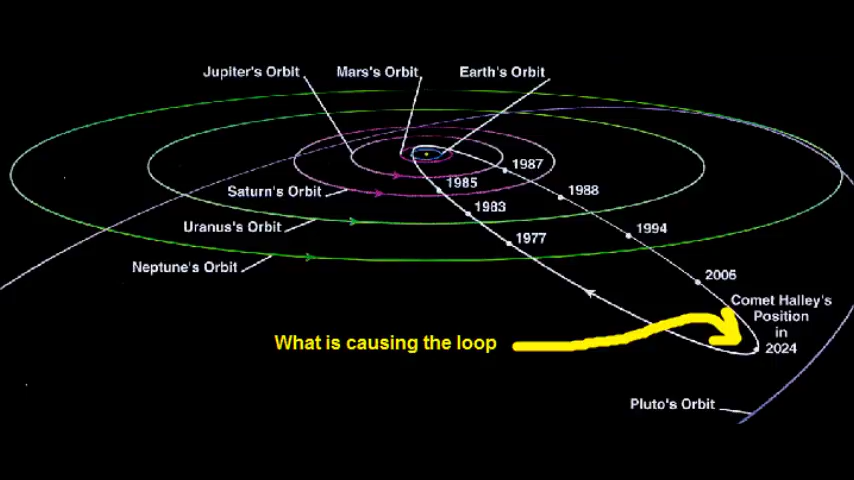 Jupiter's Orbit
Mars's Orbit
Earth's Orbit
1987
1985
Saturn's Orbit
1988
1983
Uranus's Orbit
1994
1977
Neptune's Orbit
2005
Comet Halley's
Position
in
2024
What is causing the loop
Pluto's Orbit